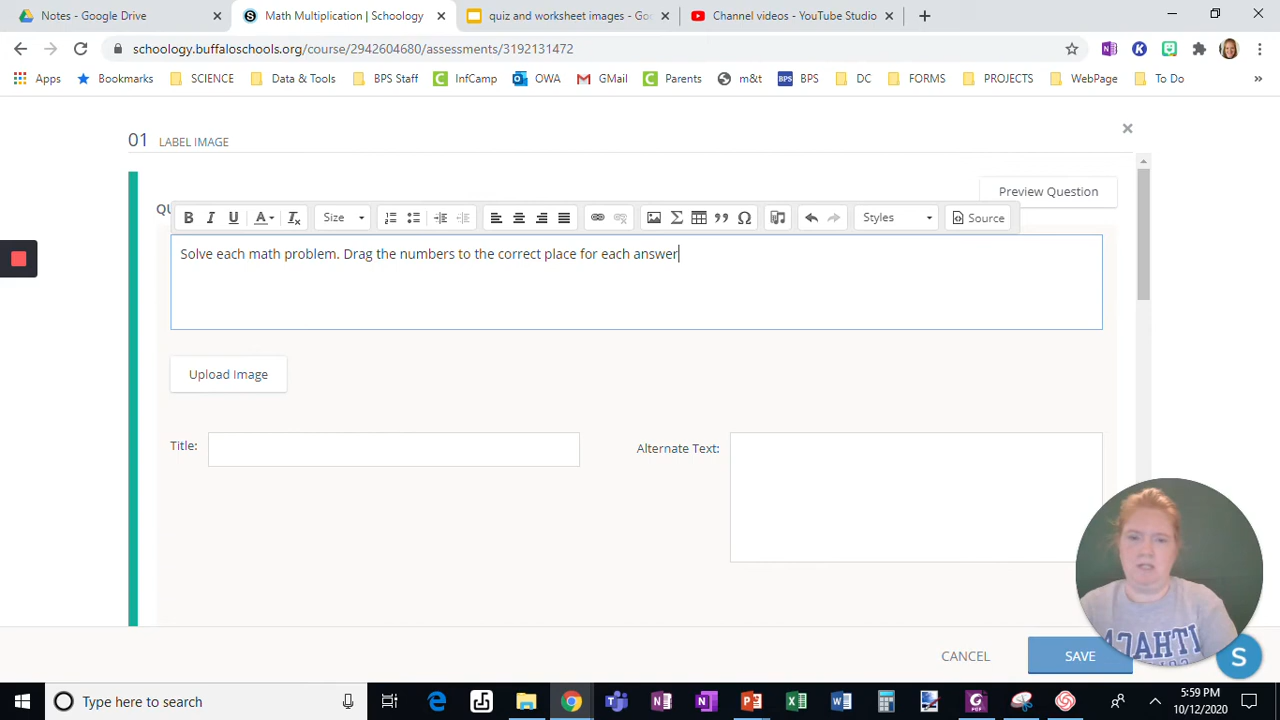 Notes - Google Drive
Math Multiplication | Schoology
quiz and worksheet images - Go
Channel videos - YouTube Studio
schoology.buffaloschools.org/course/2942604680/assessments/3192131472
Apps
Bookmarks
SCIENCE
Data & Tools
BPS Staff
InfCamp
OWA
GMail
Parents
m&t
BPS
DC
FORMS
PROJECTS
WebPage
To Do
01 LABEL IMAGE
Preview Question
QU
B I U A Size Styles Source
Solve each math problem. Drag the numbers to the correct place for each answer
Upload Image
Title:
Alternate Text:
ITHACA
CANCEL
SAVE
S
Type here to search
5:59 PM
10/12/2020